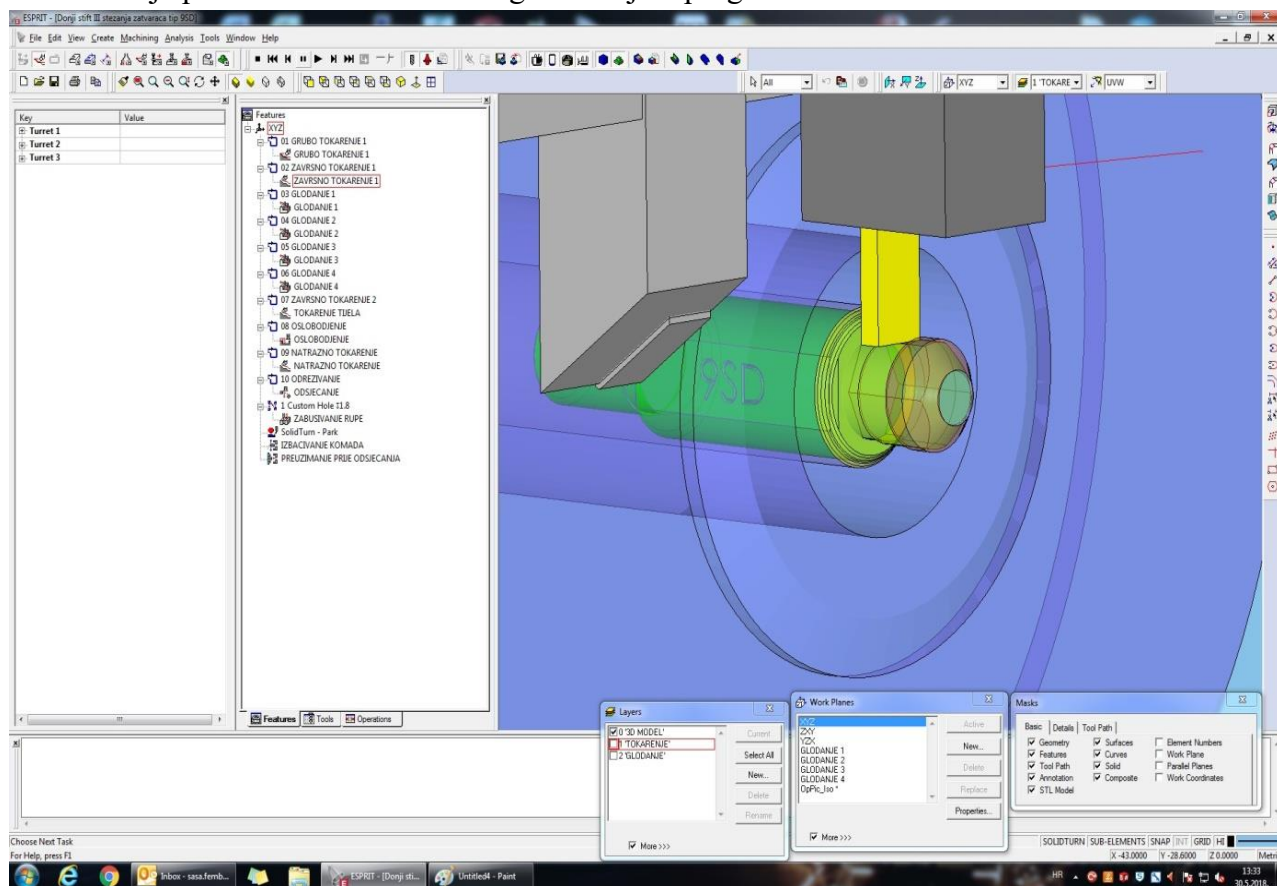 ESPRIT - [Donji stift III stezanja zatvaraca tip 9SD]
File Edit View Create Machining Analysis Tools Window Help
All
XYZ
1 'TOKARE
UVW
Key Value
Turret 1
Turret 2
Turret 3
Features
XYZ
01 GRUBO TOKARENJE 1
GRUBO TOKARENJE 1
02 ZAVRSNO TOKARENJE 1
ZAVRSNO TOKARENJE 1
03 GLODANJE 1
GLODANJE 1
04 GLODANJE 2
GLODANJE 2
05 GLODANJE 3
GLODANJE 3
06 GLODANJE 4
GLODANJE 4
07 ZAVRSNO TOKARENJE 2
TOKARENJE TIJELA
08 OSLOBODJENJE
OSLOBODJENJE
09 NATRAZNO TOKARENJE
NATRAZNO TOKARENJE
10 ODREZIVANJE
ODSJECANJE
1 Custom Hole
ZABUSIVANJE RUPE
SolidTurn - Park
IZBACIVANJE KOMADA
PREUZIMANJE PRIJE ODSJECANJA
9SD
Features Tools Operations
Layers
0 '3D MODEL'
1 'TOKARENJE'
2 'GLODANJE'
Current
Select All
New...
Delete
Rename
More >>>
Work Planes
XYZ
ZXY
YZX
GLODANJE 1
GLODANJE 2
GLODANJE 3
GLODANJE 4
OpPic_Iso *
Active
New...
Delete
Replace
Properties...
More >>>
Masks
Basic Details Tool Path
Geometry Surfaces Element Numbers
Features Curves Work Plane
Tool Path Solid Parallel Planes
Annotation Composite Work Coordinates
STL Model
Choose Next Task
SOLIDTURN SUB-ELEMENTS SNAP INT GRID HI
For Help, press F1
X -43.0000 Y -28.6000 Z 0.0000 Metri
Inbox - sasa.femb...
ESPRIT - [Donji sti...
Untitled4 - Paint
HR
13:33
30.5.2018.